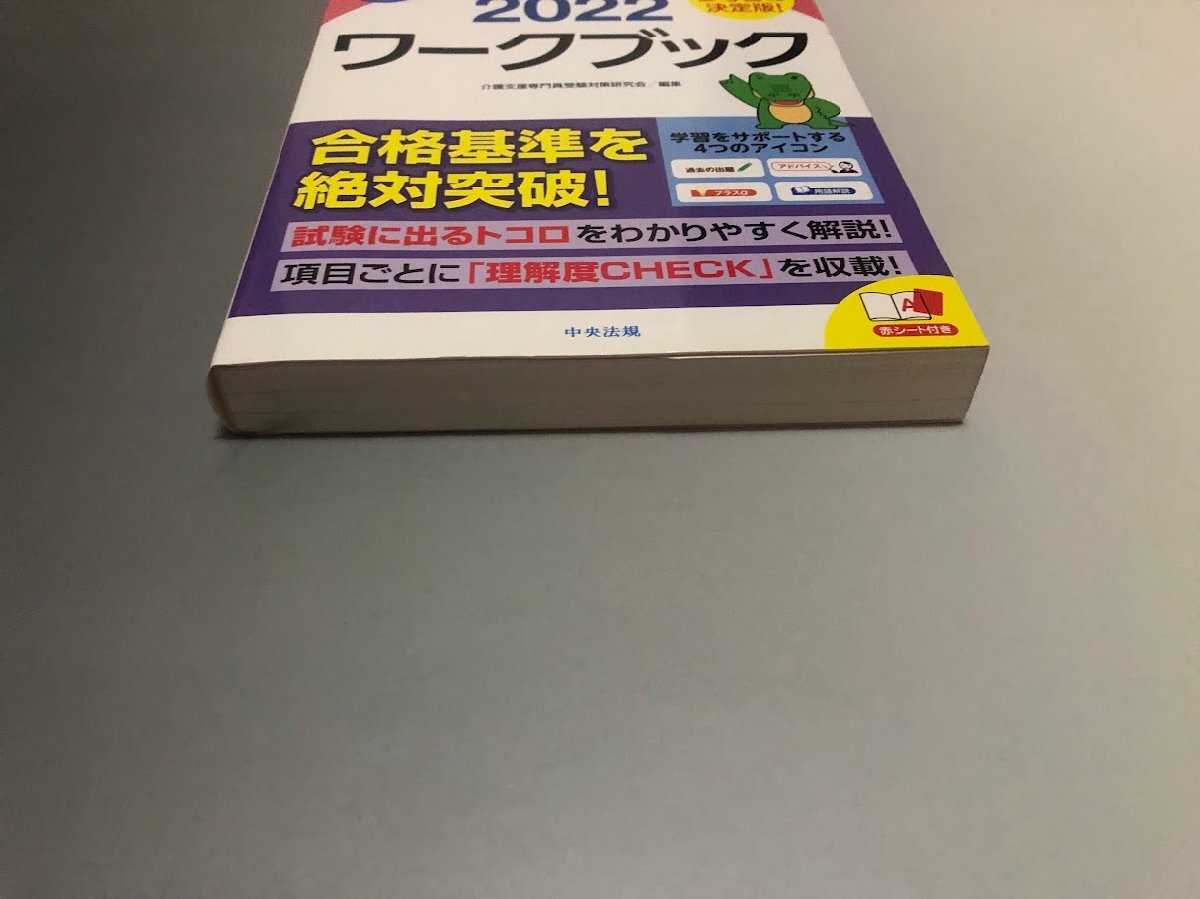 2022
決定版!
ワークブック
介護支援専門員受験対策研究会/編集
合格基準を
絶対突破!
学習をサポートする
4つのアイコン
過去の出題
アドバイス
プラスα
用語解説
試験に出るトコロをわかりやすく解説!
項目ごとに「理解度CHECK」を収載!
A
赤シート付き
中央法規